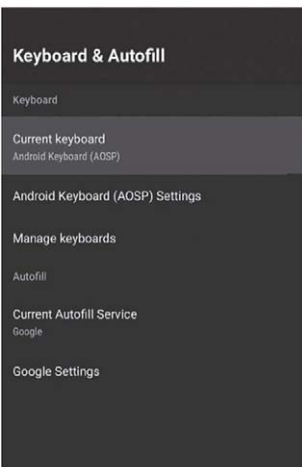 Keyboard & Autofill
Keyboard
Current keyboard
Android Keyboard (AOSP)
Android Keyboard (AOSP) Settings
Manage keyboards
Autofill
Current Autofill Service
Google
Google Settings